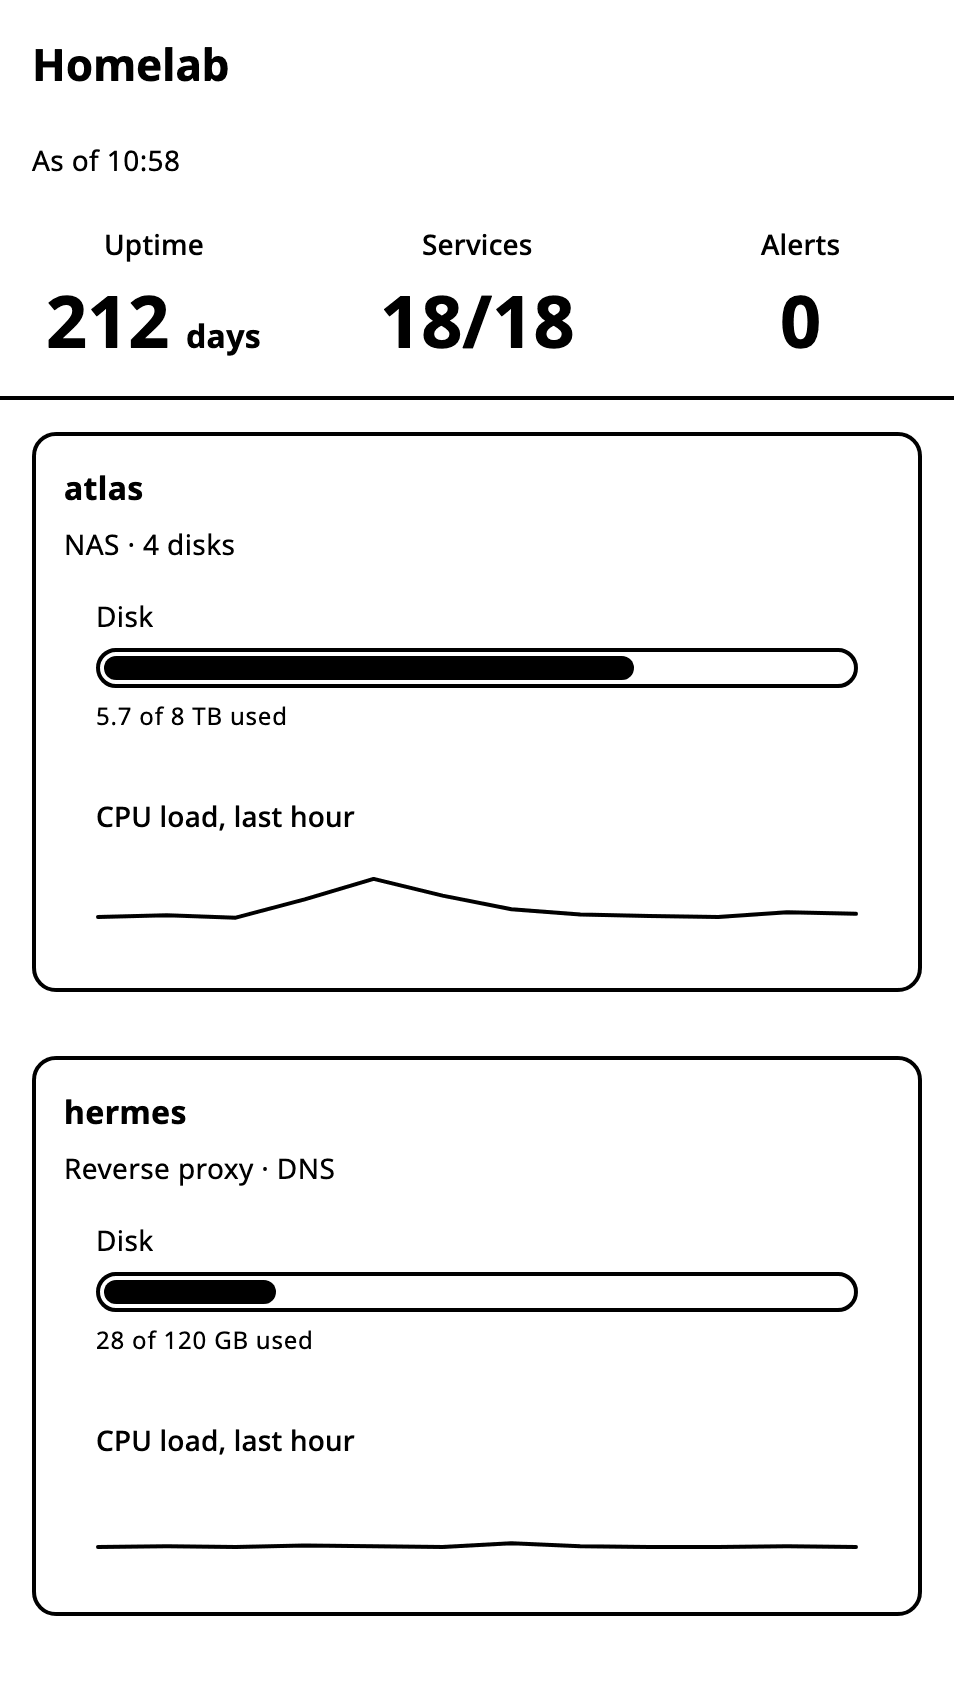 Homelab
As of 10:58
Uptime Services Alerts
212 days 18/18 0
atlas
NAS · 4 disks
Disk
5.7 of 8 TB used
CPU load, last hour
hermes
Reverse proxy · DNS
Disk
28 of 120 GB used
CPU load, last hour